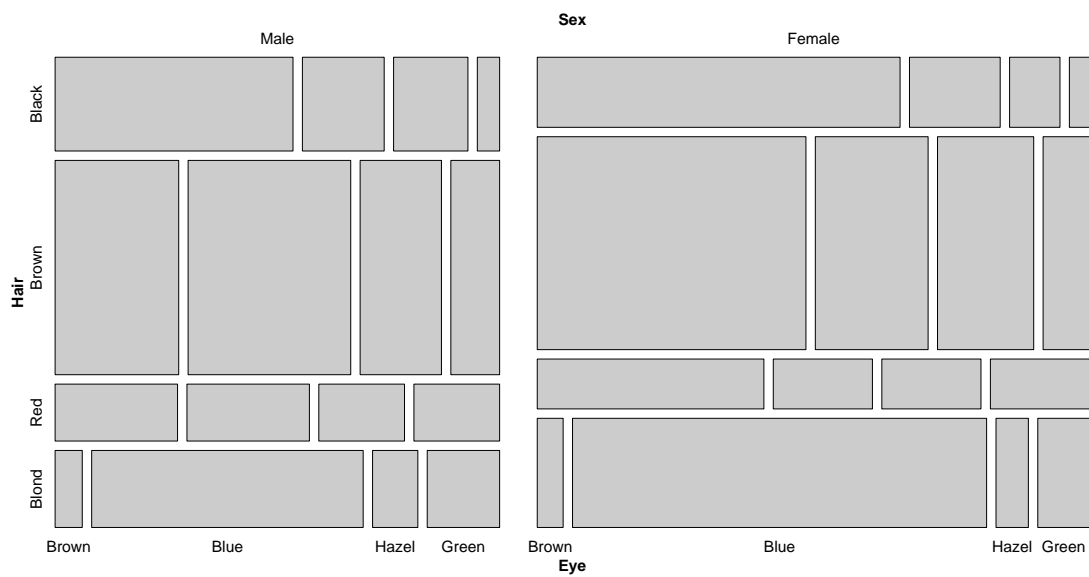 Sex
Male Female
Black
Brown
Hair
Red
Blond
Brown Blue Hazel Green Brown Blue Hazel Green
Eye